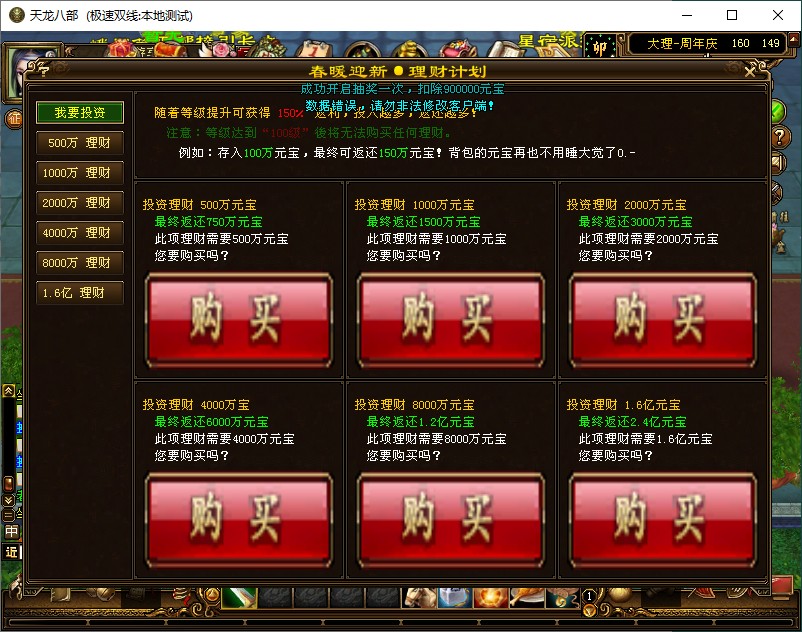 天龙八部 (极速双线:本地测试)
大理-周年庆 160 149
春暖迎新●理财计划
成功开启抽奖一次，扣除900000元宝
数据错误，请勿非法修改客户端！
随着等级提升可获得 150%
注意：等级达到“100级”後将无法购买任何理财。
例如：存入100万元宝，最终可返还150万元宝！背包的元宝再也不用睡大觉了0.-
我要投资
500万 理财
1000万 理财
2000万 理财
4000万 理财
8000万 理财
1.6亿 理财
投资理财 500万元宝
最终返还750万元宝
此项理财需要500万元宝
您要购买吗？
购买
投资理财 1000万元宝
最终返还1500万元宝
此项理财需要1000万元宝
您要购买吗？
购买
投资理财 2000万元宝
最终返还3000万元宝
此项理财需要2000万元宝
您要购买吗？
购买
投资理财 4000万宝
最终返还6000万元宝
此项理财需要4000万元宝
您要购买吗？
购买
投资理财 8000万元宝
最终返还1.2亿元宝
此项理财需要8000万元宝
您要购买吗？
购买
投资理财 1.6亿元宝
最终返还2.4亿元宝
此项理财需要1.6亿元宝
您要购买吗？
购买
近
1